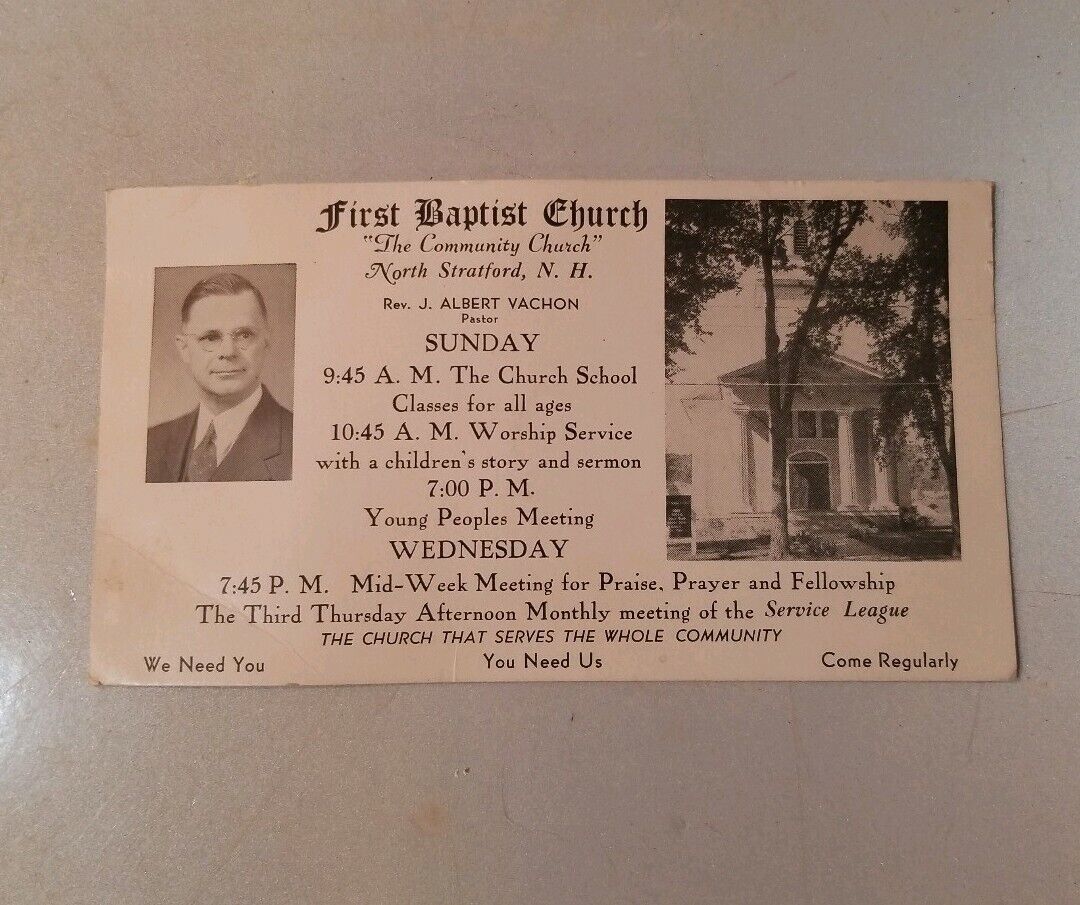 First Baptist Church
"The Community Church"
North Stratford, N. H.
Rev. J. ALBERT VACHON
Pastor
SUNDAY
9:45 A. M. The Church School
Classes for all ages
10:45 A. M. Worship Service
with a children's story and sermon
7:00 P. M.
Young Peoples Meeting
WEDNESDAY
7:45 P. M. Mid-Week Meeting for Praise, Prayer and Fellowship
The Third Thursday Afternoon Monthly meeting of the Service League
THE CHURCH THAT SERVES THE WHOLE COMMUNITY
We Need You You Need Us Come Regularly